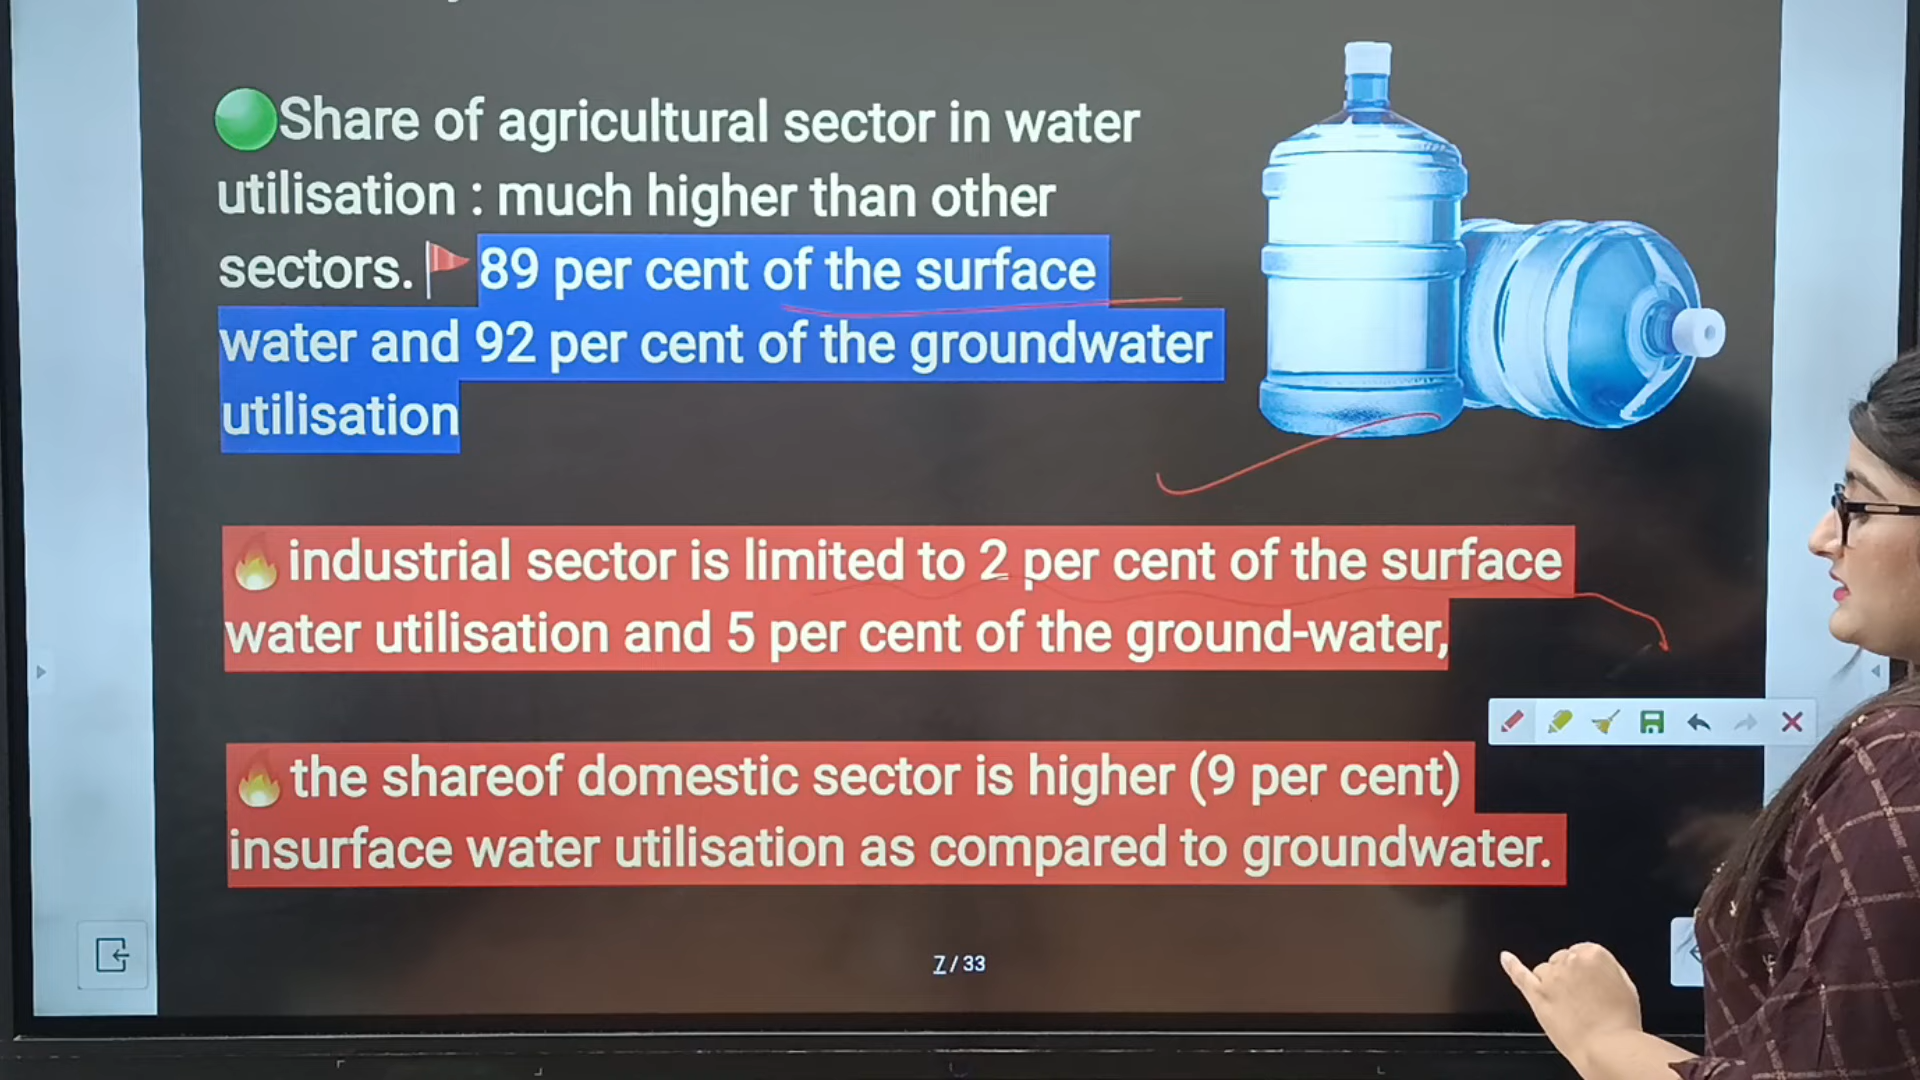 Share of agricultural sector in water
utilisation : much higher than other
sectors. 89 per cent of the surface
water and 92 per cent of the groundwater
utilisation
industrial sector is limited to 2 per cent of the surface
water utilisation and 5 per cent of the ground-water,
the shareof domestic sector is higher (9 per cent)
insurface water utilisation as compared to groundwater.
7 / 33